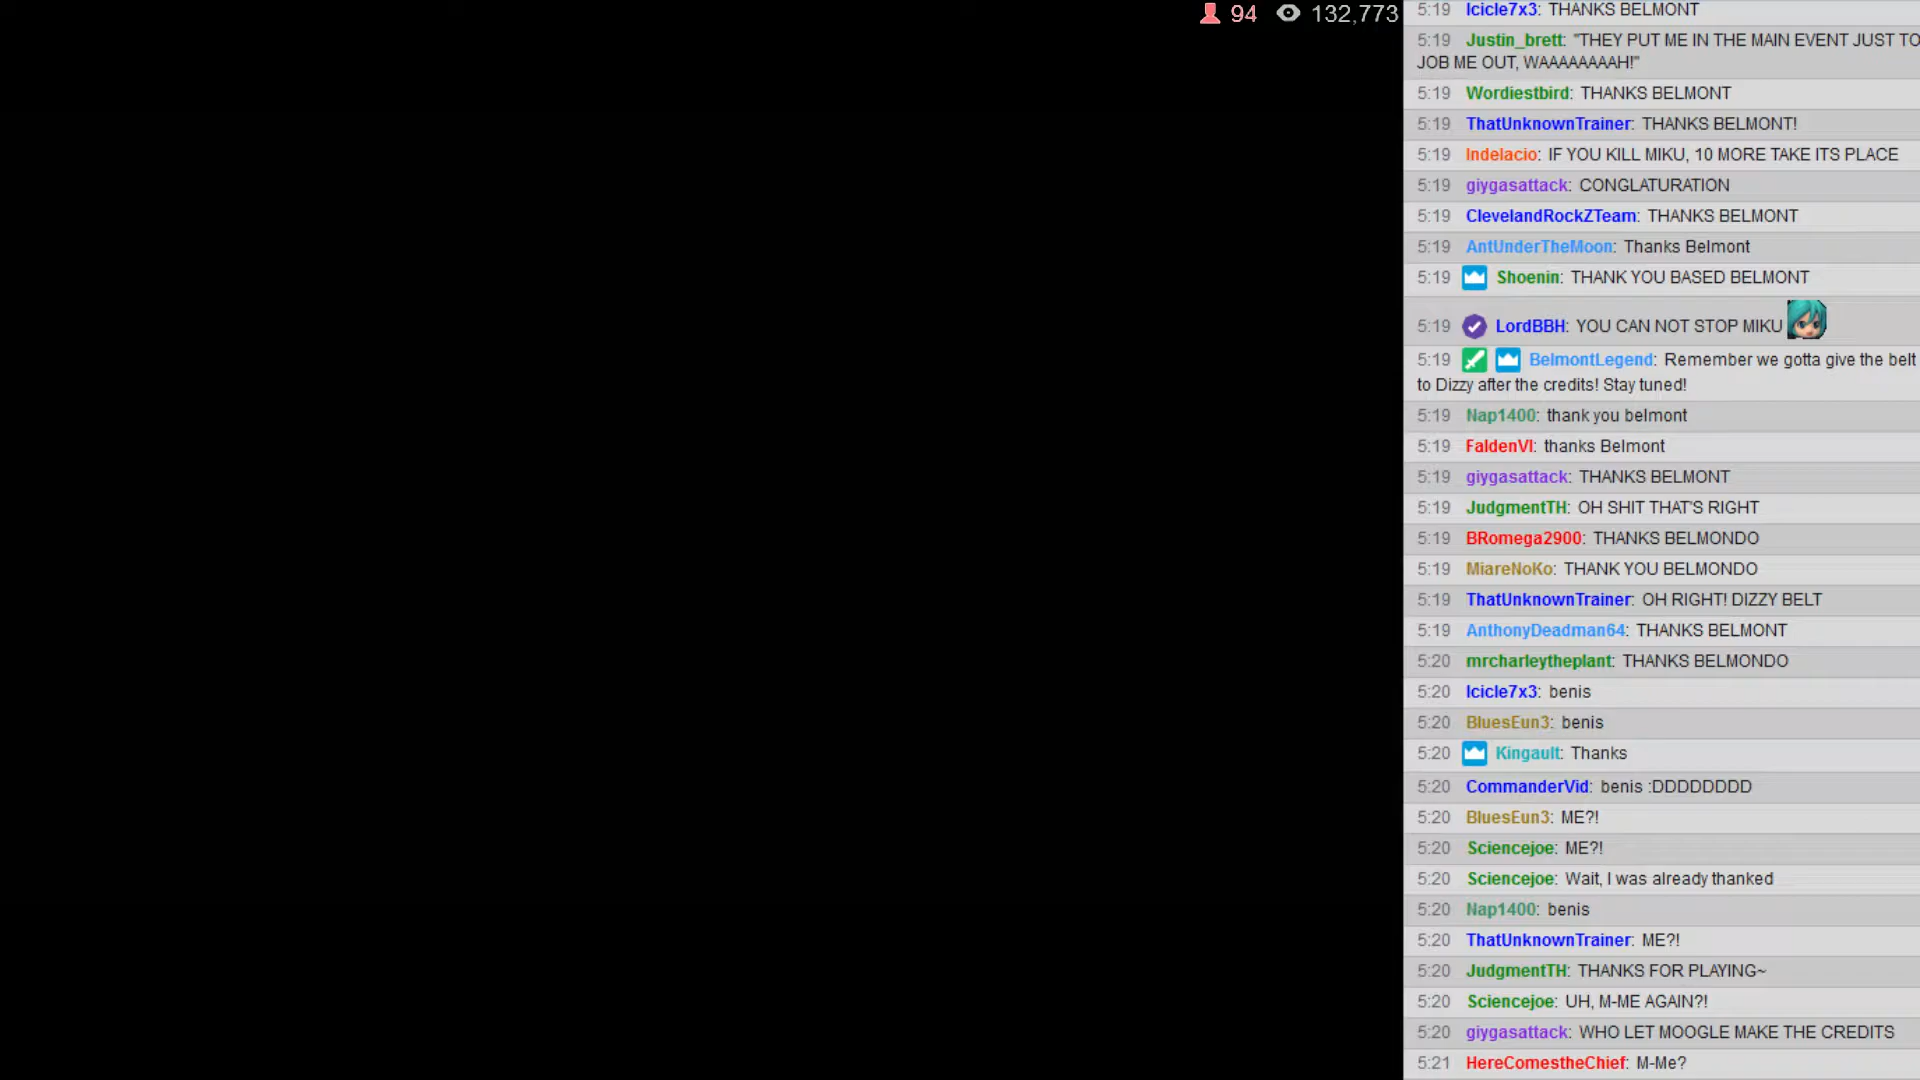 94 132,773
5:19 Icicle7x3: THANKS BELMONT
5:19 Justin_brett: "THEY PUT ME IN THE MAIN EVENT JUST TO
JOB ME OUT, WAAAAAAAAH!"
5:19 Wordiestbird: THANKS BELMONT
5:19 ThatUnknownTrainer: THANKS BELMONT!
5:19 Indelacio: IF YOU KILL MIKU, 10 MORE TAKE ITS PLACE
5:19 giygasattack: CONGLATURATION
5:19 ClevelandRockZTeam: THANKS BELMONT
5:19 AntUnderTheMoon: Thanks Belmont
5:19 Shoenin: THANK YOU BASED BELMONT
5:19 LordBBH: YOU CAN NOT STOP MIKU
5:19 BelmontLegend: Remember we gotta give the belt
to Dizzy after the credits! Stay tuned!
5:19 Nap1400: thank you belmont
5:19 FaldenVI: thanks Belmont
5:19 giygasattack: THANKS BELMONT
5:19 JudgmentTH: OH SHIT THAT'S RIGHT
5:19 BRomega2900: THANKS BELMONDO
5:19 MiareNoKo: THANK YOU BELMONDO
5:19 ThatUnknownTrainer: OH RIGHT! DIZZY BELT
5:19 AnthonyDeadman64: THANKS BELMONT
5:20 mrcharleytheplant: THANKS BELMONDO
5:20 Icicle7x3: benis
5:20 BluesEun3: benis
5:20 Kingault: Thanks
5:20 CommanderVid: benis :DDDDDDDD
5:20 BluesEun3: ME?!
5:20 Sciencejoe: ME?!
5:20 Sciencejoe: Wait, I was already thanked
5:20 Nap1400: benis
5:20 ThatUnknownTrainer: ME?!
5:20 JudgmentTH: THANKS FOR PLAYING~
5:20 Sciencejoe: UH, M-ME AGAIN?!
5:20 giygasattack: WHO LET MOOGLE MAKE THE CREDITS
5:21 HereComestheChief: M-Me?